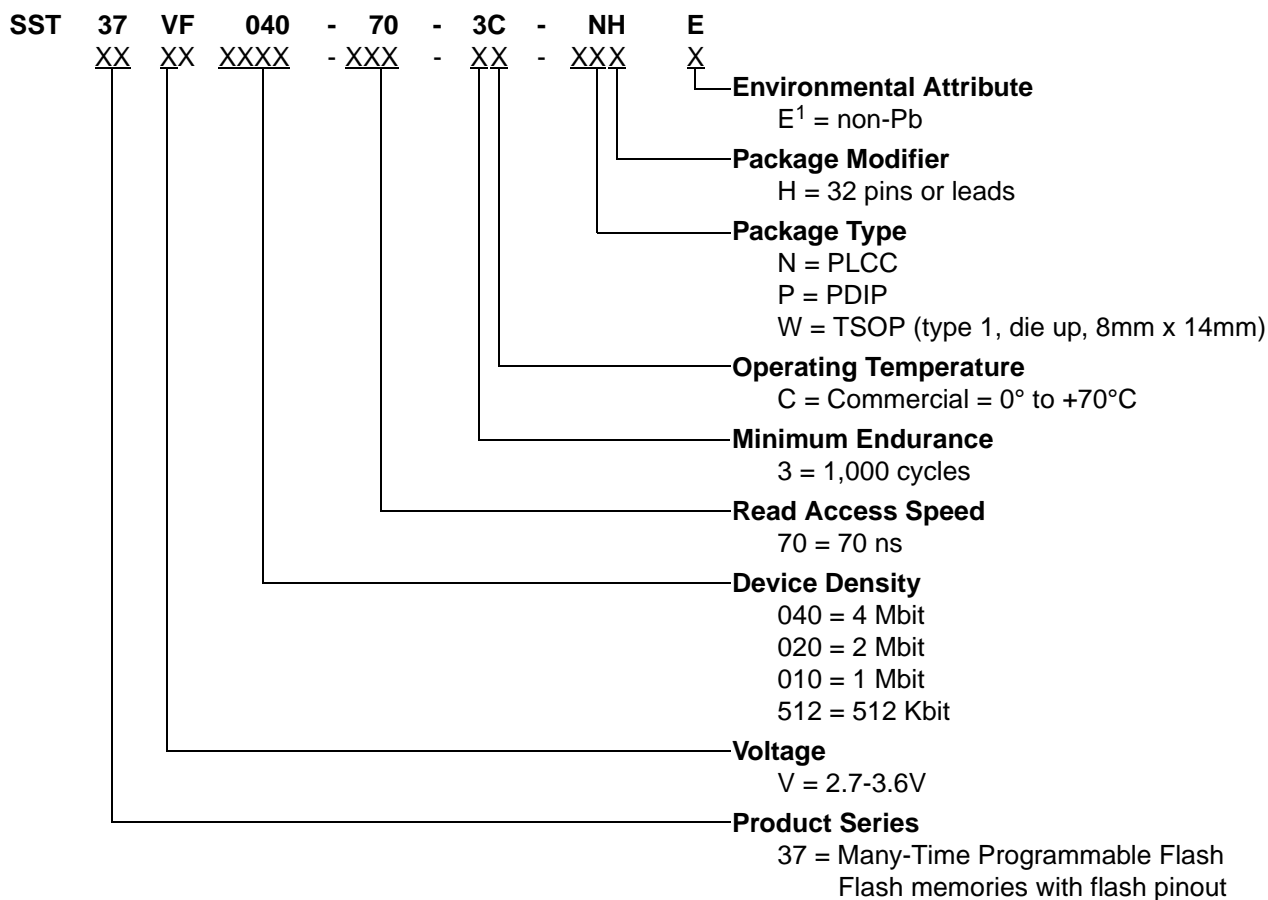 SST 37 VF 040 - 70 - 3C - NH E
XX XX XXXX - XXX - XX - XXX X
Environmental Attribute
E1 = non-Pb
Package Modifier
H = 32 pins or leads
Package Type
N = PLCC
P = PDIP
W = TSOP (type 1, die up, 8mm x 14mm)
Operating Temperature
C = Commercial = 0° to +70°C
Minimum Endurance
3 = 1,000 cycles
Read Access Speed
70 = 70 ns
Device Density
040 = 4 Mbit
020 = 2 Mbit
010 = 1 Mbit
512 = 512 Kbit
Voltage
V = 2.7-3.6V
Product Series
37 = Many-Time Programmable Flash
Flash memories with flash pinout